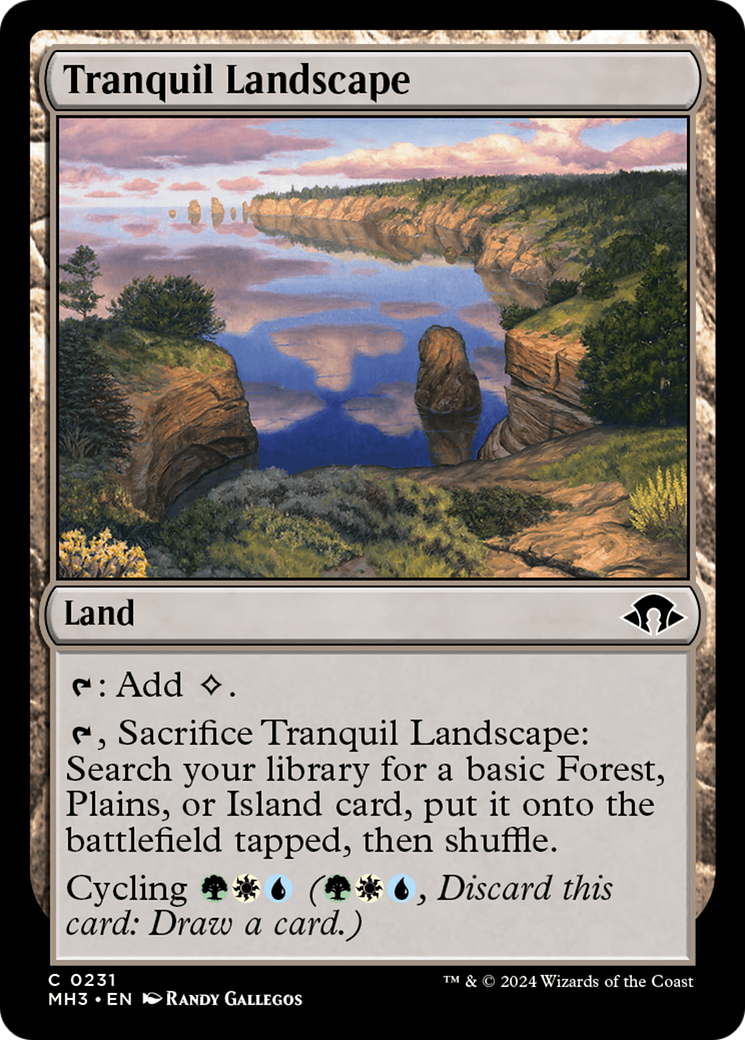 Tranquil Landscape
Land
: Add .
, Sacrifice Tranquil Landscape:
Search your library for a basic Forest,
Plains, or Island card, put it onto the
battlefield tapped, then shuffle.
Cycling (, Discard this
card: Draw a card.)
C 0231
MH3 • EN Randy Gallegos
™ & © 2024 Wizards of the Coast